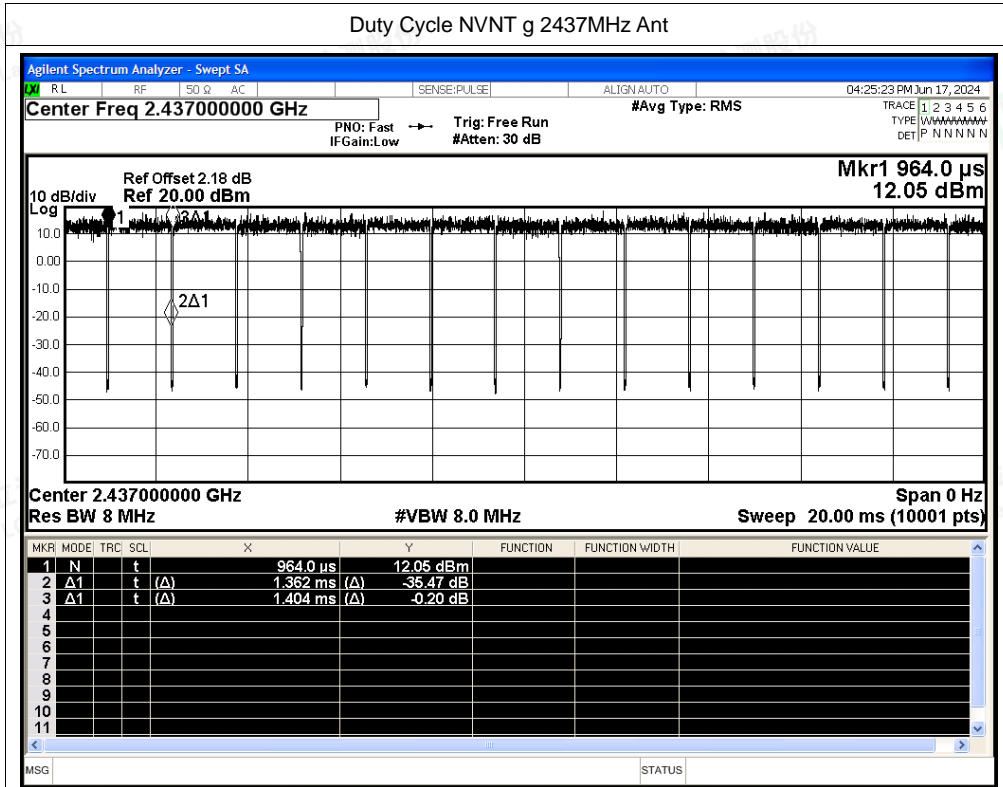 Duty Cycle NVNT g 2437MHz Ant
Agilent Spectrum Analyzer - Swept SA
LXI RL RF 50 Ω AC SENSE:PULSE ALIGN AUTO 04:25:23 PM Jun 17, 2024
Center Freq 2.437000000 GHz #Avg Type: RMS TRACE 1 2 3 4 5 6
PNO: Fast Trig: Free Run TYPE WWWWWW
IFGain:Low #Atten: 30 dB DET P N N N N N
Mkr1 964.0 µs
Ref Offset 2.18 dB
10 dB/div Ref 20.00 dBm 12.05 dBm
Log
1 3Δ1
10.0
0.00
-10.0
2Δ1
-20.0
-30.0
-40.0
-50.0
-60.0
-70.0
Center 2.437000000 GHz Span 0 Hz
Res BW 8 MHz #VBW 8.0 MHz Sweep 20.00 ms (10001 pts)
MKR MODE TRC SCL X Y FUNCTION FUNCTION WIDTH FUNCTION VALUE
1 N t 964.0 µs 12.05 dBm
2 Δ1 t (Δ) 1.362 ms (Δ) -35.47 dB
3 Δ1 t (Δ) 1.404 ms (Δ) -0.20 dB
4
5
6
7
8
9
10
11
MSG STATUS